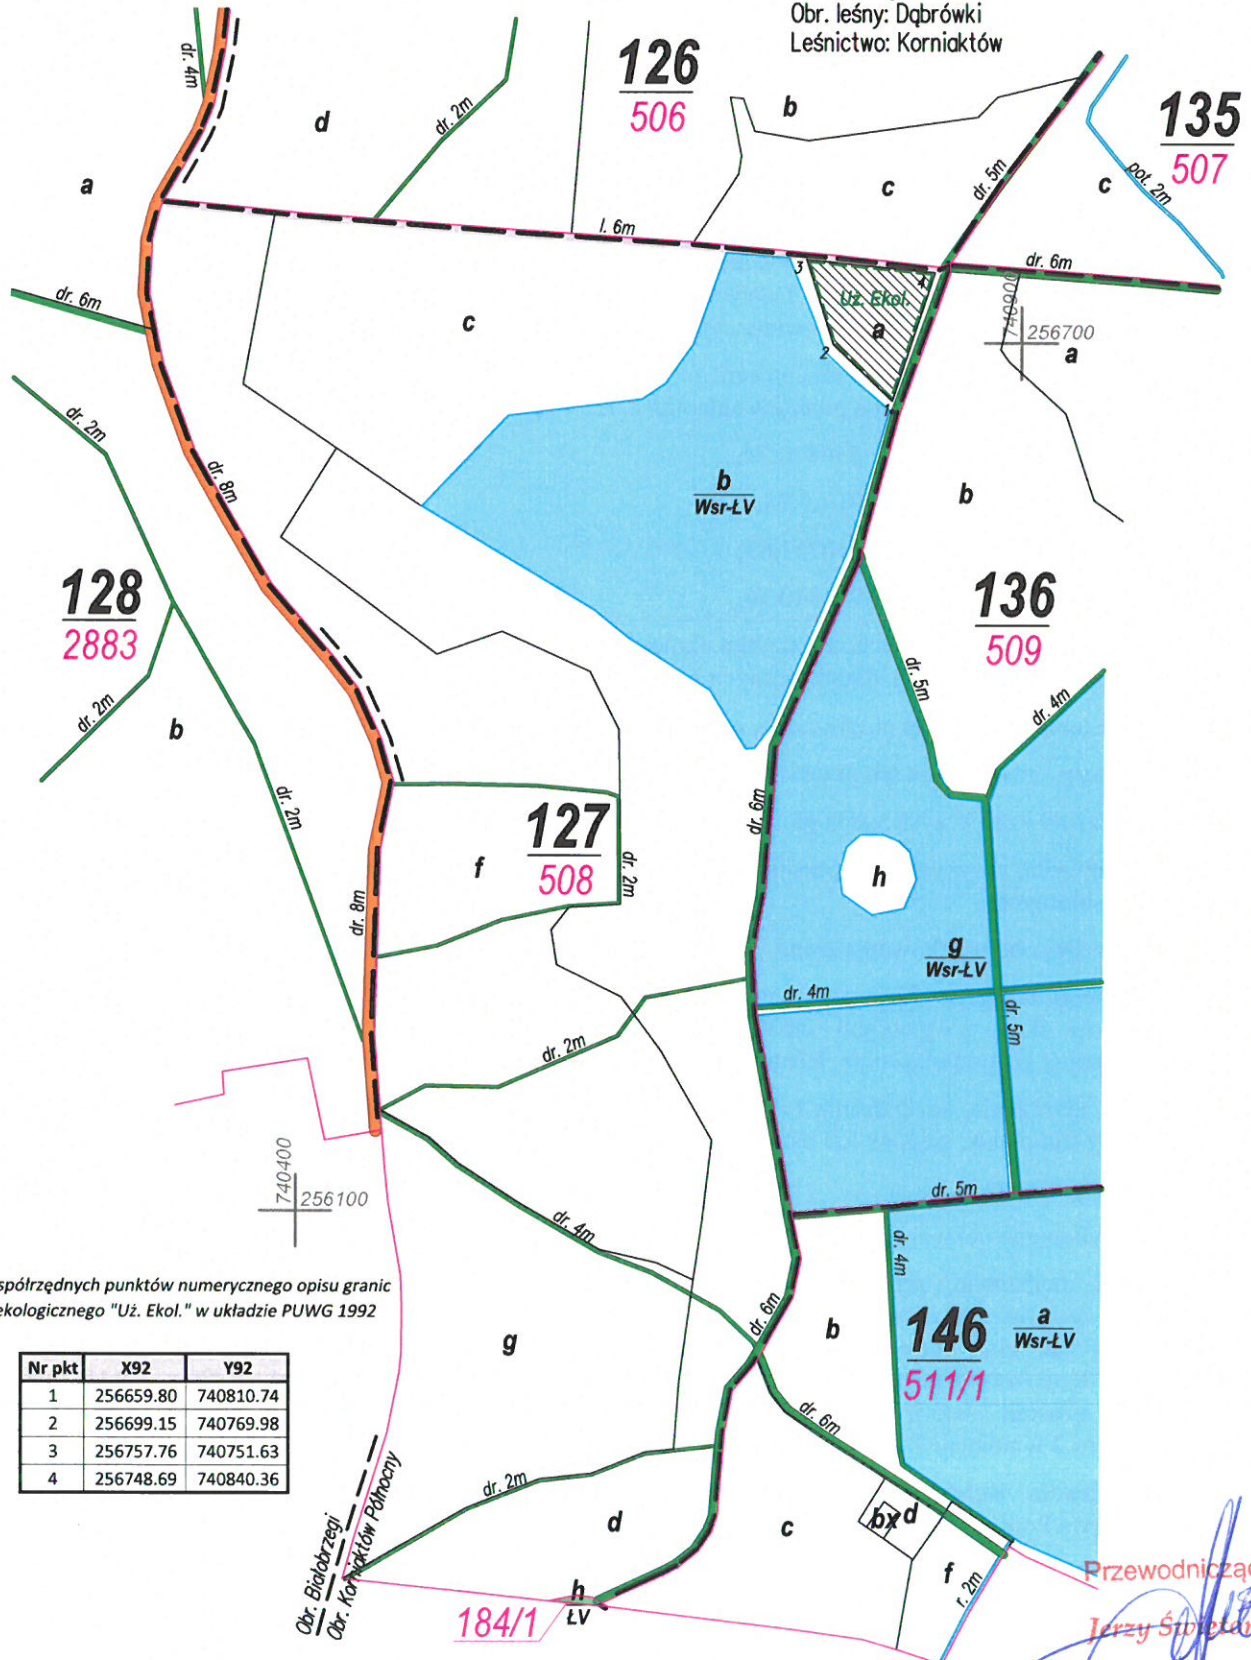 Obr. leśny: Dąbrówki
Leśnictwo: Korniaktów
126
506
135
507
dr. 4m
d
dr. 2m
b
a
c
dr. 5m
c
pot. 2m
l. 6m
dr. 6m
3
4
Uż. Ekol.
a
2
1
740900
256700
a
dr. 6m
c
dr. 2m
dr. 8m
b
Wsr-ŁV
b
128
2883
136
509
dr. 5m
dr. 4m
dr. 2m
b
dr. 2m
dr. 6m
127
508
f
dr. 2m
h
dr. 8m
g
Wsr-ŁV
dr. 4m
dr. 5m
dr. 2m
740400
256100
dr. 5m
dr. 4m
dr. 4m
spółrzędnych punktów numerycznego opisu granic
ekologicznego "Uż. Ekol." w układzie PUWG 1992
dr. 6m
b
146
511/1
a
Wsr-ŁV
g
Nr pkt X92 Y92
1 256659.80 740810.74
2 256699.15 740769.98
3 256757.76 740751.63
4 256748.69 740840.36
dr. 6m
dr. 2m
Obr. Białobrzegi
Obr. Korniaktów Północny
d
c
bx
d
f
r. 2m
h
ŁV
184/1
Przewodnicząc
Jerzy